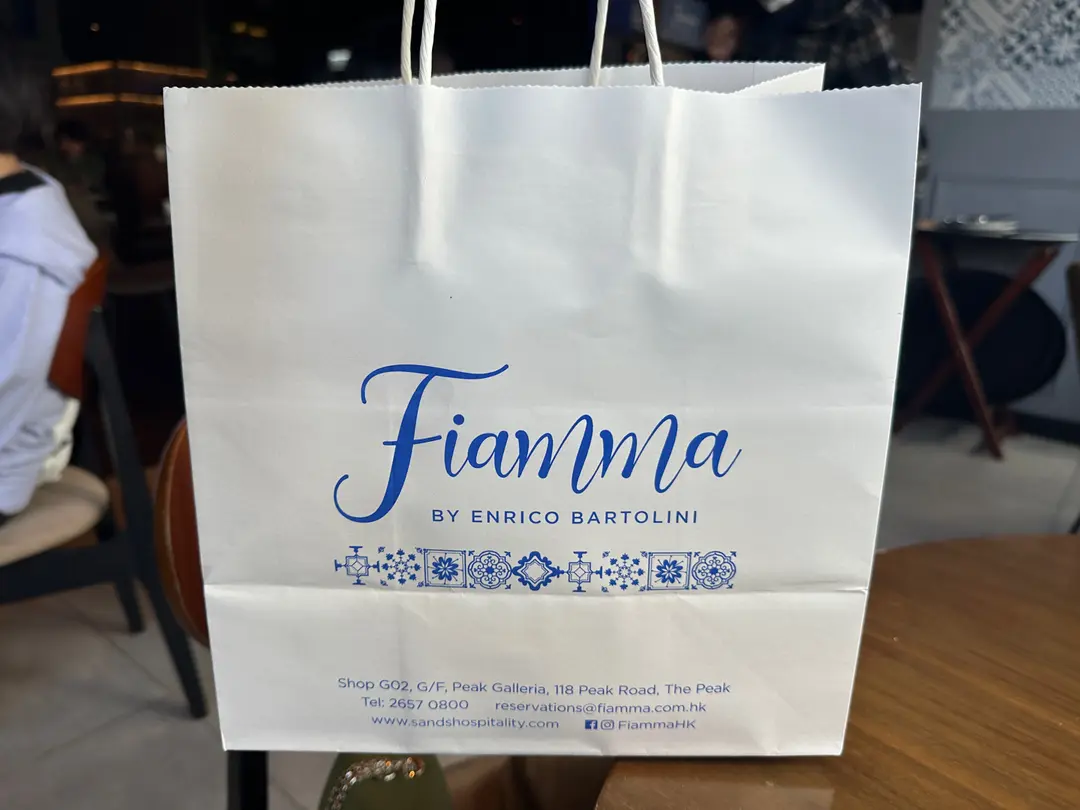 Fiamma
BY ENRICO BARTOLINI
Shop G02, G/F, Peak Galleria, 118 Peak Road, The Peak
Tel: 2657 0800 reservations@fiamma.com.hk
www.sandshospitality.com FiammaHK